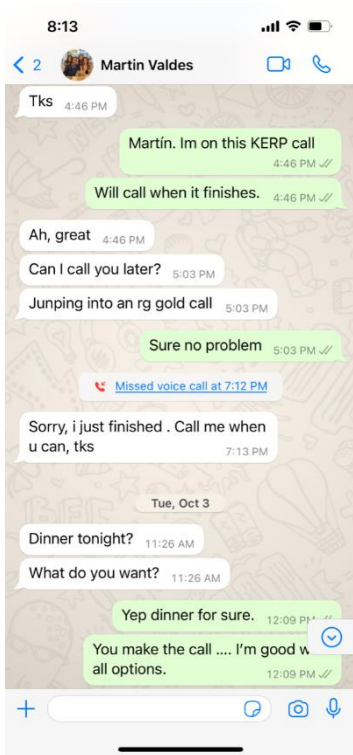 8:13
2 Martin Valdes
Tks 4:46 PM
Martín. Im on this KERP call
4:46 PM
Will call when it finishes. 4:46 PM
Ah, great 4:46 PM
Can I call you later? 5:03 PM
Junping into an rg gold call 5:03 PM
Sure no problem 5:03 PM
Missed voice call at 7:12 PM
Sorry, i just finished . Call me when
u can, tks 7:13 PM
Tue, Oct 3
Dinner tonight? 11:26 AM
What do you want? 11:26 AM
Yep dinner for sure. 12:09 PM
You make the call .... I'm good w
all options. 12:09 PM